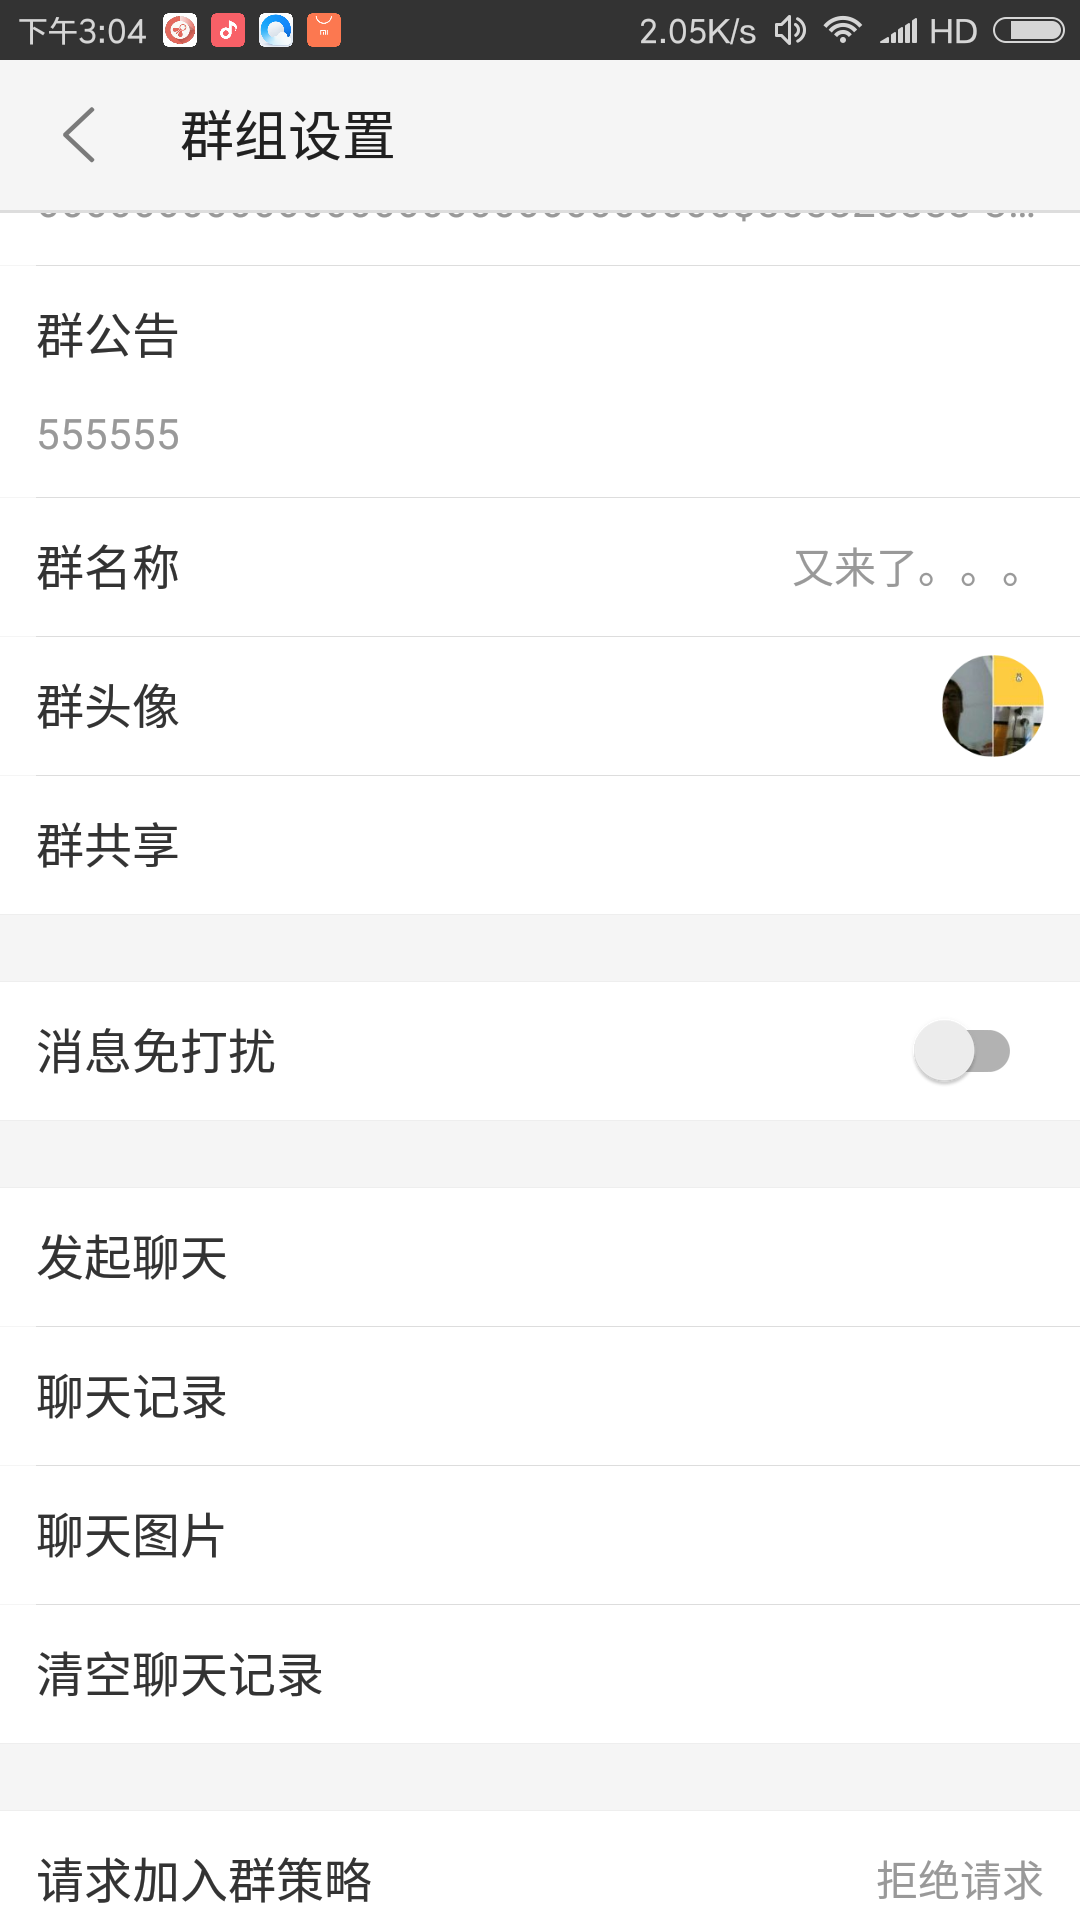 下午3:04 2.05K/s HD
群组设置
群公告
555555
群名称 又来了。。。
群头像
群共享
消息免打扰
发起聊天
聊天记录
聊天图片
清空聊天记录
请求加入群策略 拒绝请求